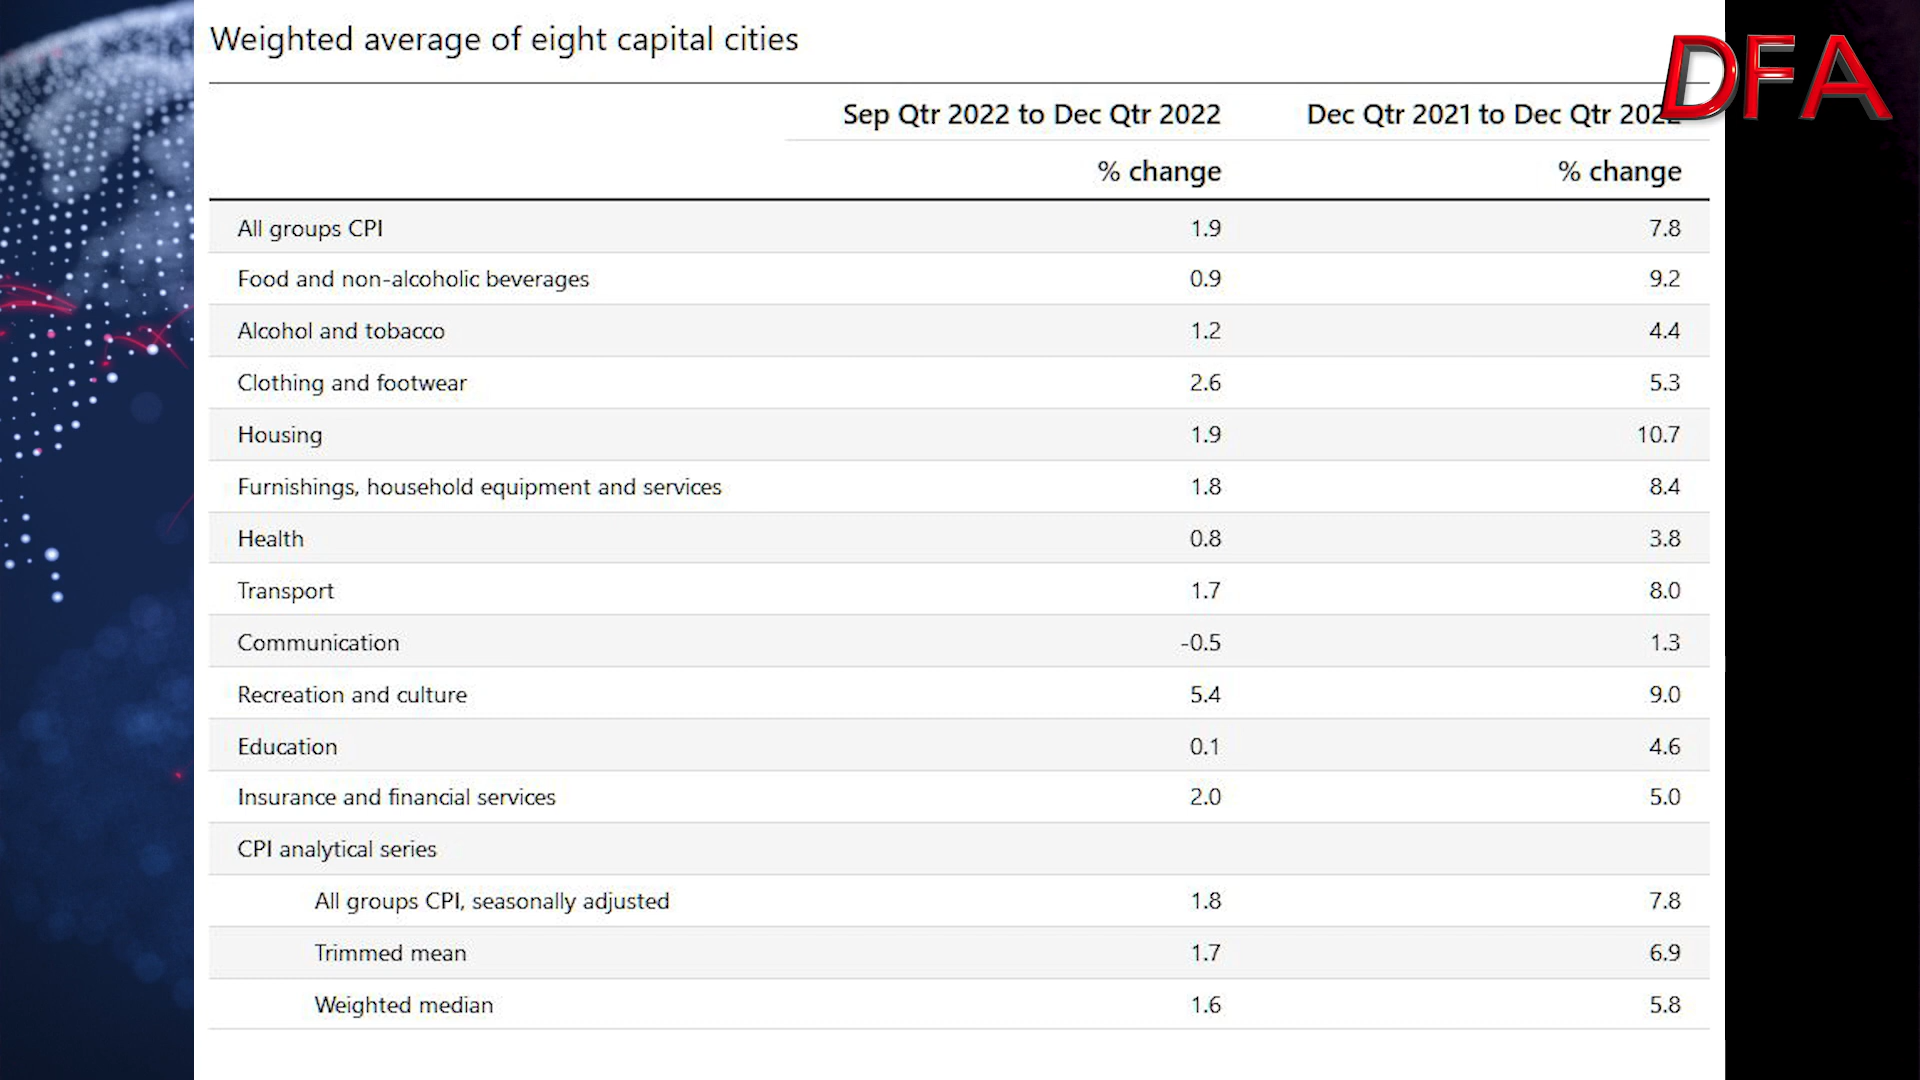 Weighted average of eight capital cities
DFA
Sep Qtr 2022 to Dec Qtr 2022 Dec Qtr 2021 to Dec Qtr 2022
% change % change
All groups CPI 1.9 7.8
Food and non-alcoholic beverages 0.9 9.2
Alcohol and tobacco 1.2 4.4
Clothing and footwear 2.6 5.3
Housing 1.9 10.7
Furnishings, household equipment and services 1.8 8.4
Health 0.8 3.8
Transport 1.7 8.0
Communication -0.5 1.3
Recreation and culture 5.4 9.0
Education 0.1 4.6
Insurance and financial services 2.0 5.0
CPI analytical series
All groups CPI, seasonally adjusted 1.8 7.8
Trimmed mean 1.7 6.9
Weighted median 1.6 5.8